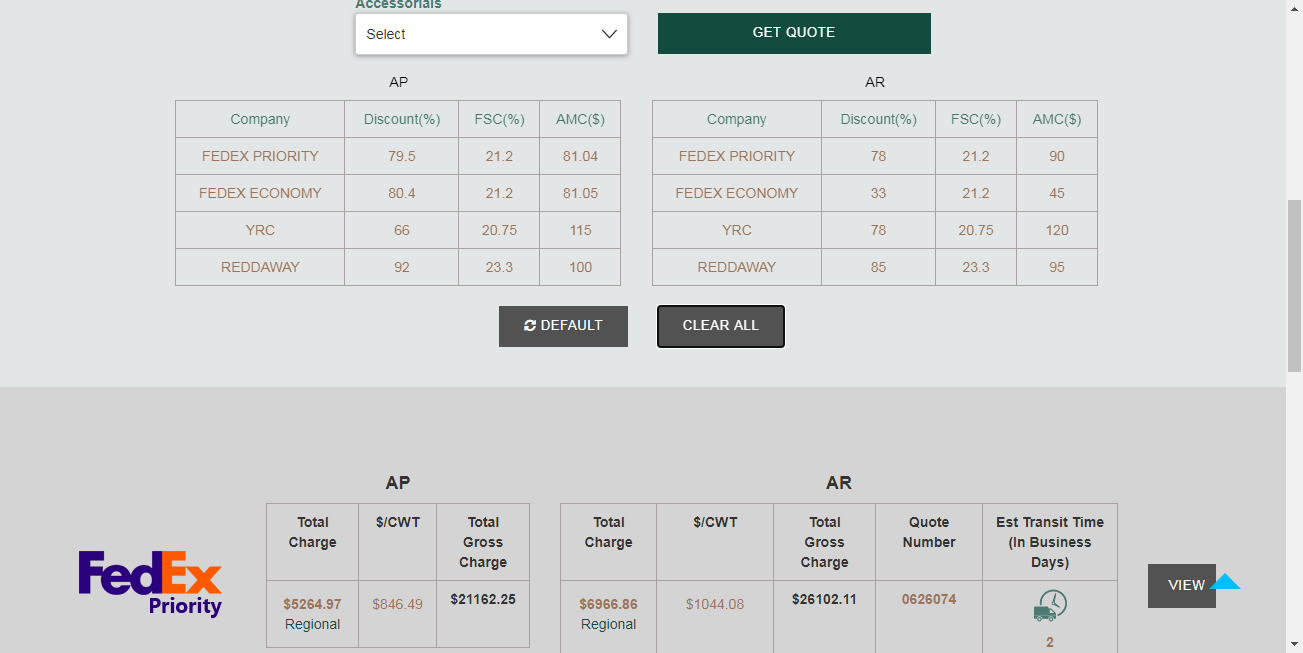 Accessorials
Select
GET QUOTE
AP
Company Discount(%) FSC(%) AMC($)
FEDEX PRIORITY 79.5 21.2 81.04
FEDEX ECONOMY 80.4 21.2 81.05
YRC 66 20.75 115
REDDAWAY 92 23.3 100
AR
Company Discount(%) FSC(%) AMC($)
FEDEX PRIORITY 78 21.2 90
FEDEX ECONOMY 33 21.2 45
YRC 78 20.75 120
REDDAWAY 85 23.3 95
DEFAULT
CLEAR ALL
FedEx
Priority
AP
Total Charge $/CWT Total Gross Charge
$5264.97 Regional $846.49 $21162.25
AR
Total Charge $/CWT Total Gross Charge Quote Number Est Transit Time (In Business Days)
$6966.86 Regional $1044.08 $26102.11 0626074 2
VIEW